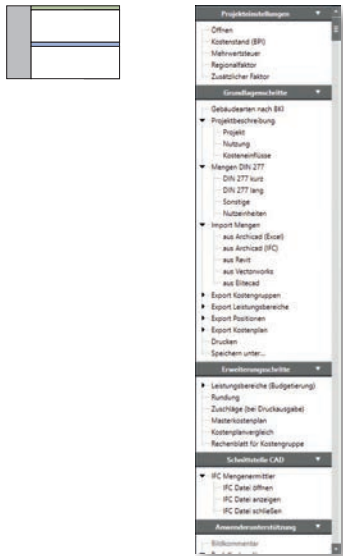 Projekteinstellungen
Öffnen
Kostenstand (BPI)
Mehrwertsteuer
Regionalfaktor
Zusätzlicher Faktor
Grundlagenschritte
Gebäudearten nach BKI
Projektbeschreibung
Projekt
Nutzung
Kosteneinflüsse
Mengen DIN 277
DIN 277 kurz
DIN 277 lang
Sonstige
Nutzeinheiten
Import Mengen
aus Archicad (Excel)
aus Archicad (IFC)
aus Revit
aus Vectorworks
aus Elitecad
Export Kostengruppen
Export Leistungsbereiche
Export Positionen
Export Kostenplan
Drucken
Speichern unter...
Erweiterungsschritte
Leistungsbereiche (Budgetierung)
Rundung
Zuschläge (bei Druckausgabe)
Masterkostenplan
Kostenplanvergleich
Rechenblatt für Kostengruppe
Schnittstelle CAD
IFC Mengenermittler
IFC Datei öffnen
IFC Datei anzeigen
IFC Datei schließen
Anwenderunterstützung
Bildkommentar